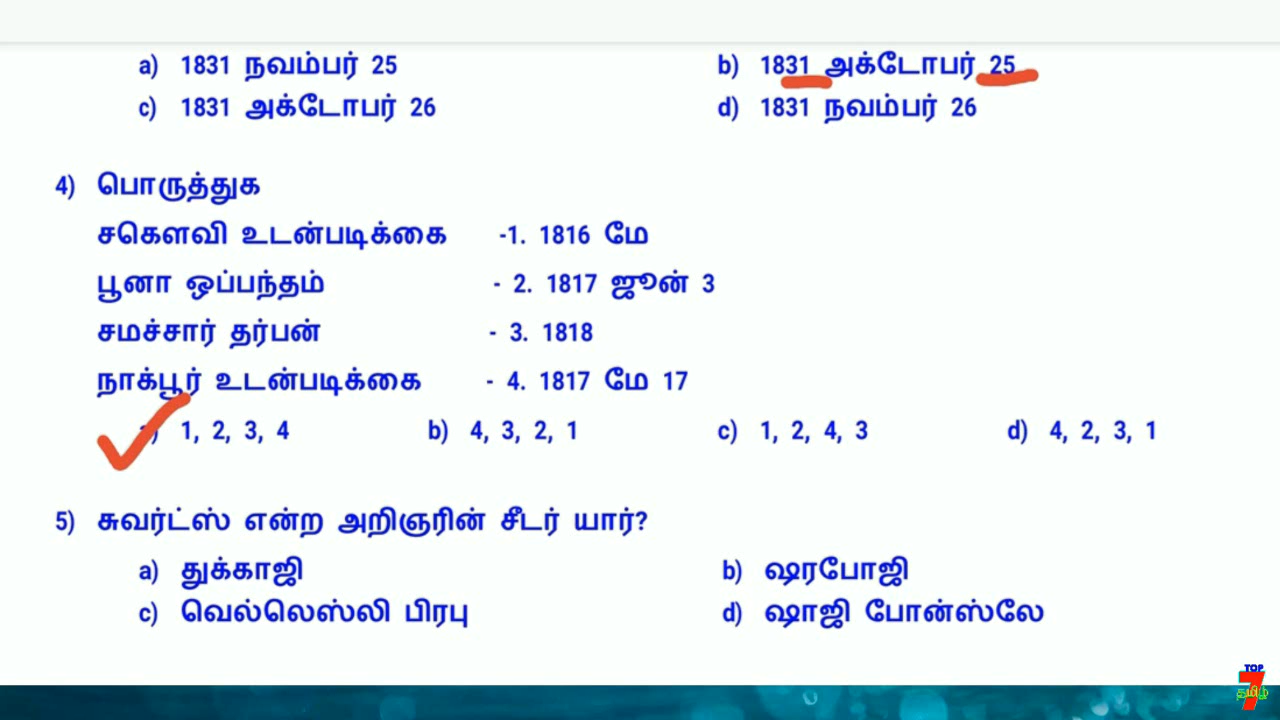 a) 1831 நவம்பர் 25 b) 1831 அக்டோபர் 25
c) 1831 அக்டோபர் 26 d) 1831 நவம்பர் 26
4) பொருத்துக
சகௌவி உடன்படிக்கை -1. 1816 மே
பூனா ஒப்பந்தம் - 2. 1817 ஜூன் 3
சமச்சார் தர்பன் - 3. 1818
நாக்பூர் உடன்படிக்கை - 4. 1817 மே 17
a) 1, 2, 3, 4 b) 4, 3, 2, 1 c) 1, 2, 4, 3 d) 4, 2, 3, 1
5) சுவர்ட்ஸ் என்ற அறிஞரின் சீடர் யார்?
a) துக்காஜி b) ஷரபோஜி
c) வெல்லெஸ்லி பிரபு d) ஷாஜி போன்ஸ்லே
TOP
7
தமிழ்